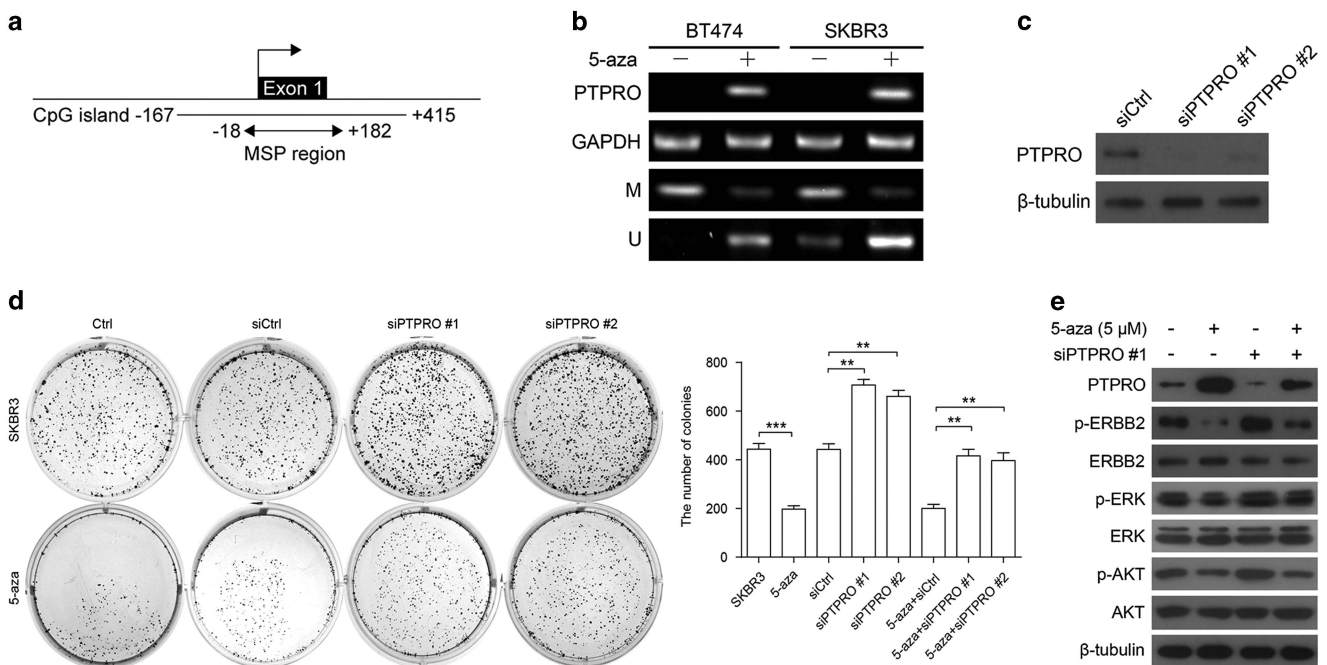 a
Exon 1
CpG island -167
+415
-18
+182
MSP region
b
BT474
SKBR3
5-aza
−
+
−
+
PTPRO
GAPDH
M
U
c
siCtrl
siPTPRO #1
siPTPRO #2
PTPRO
β-tubulin
d
Ctrl
siCtrl
siPTPRO #1
siPTPRO #2
SKBR3
5-aza
The number of colonies
800
600
400
200
0
***
**
**
**
**
SKBR3
5-aza
siCtrl
siPTPRO #1
siPTPRO #2
5-aza+siCtrl
5-aza+siPTPRO #1
5-aza+siPTPRO #2
e
5-aza (5 μM) - + - +
siPTPRO #1 - - + +
PTPRO
p-ERBB2
ERBB2
p-ERK
ERK
p-AKT
AKT
β-tubulin